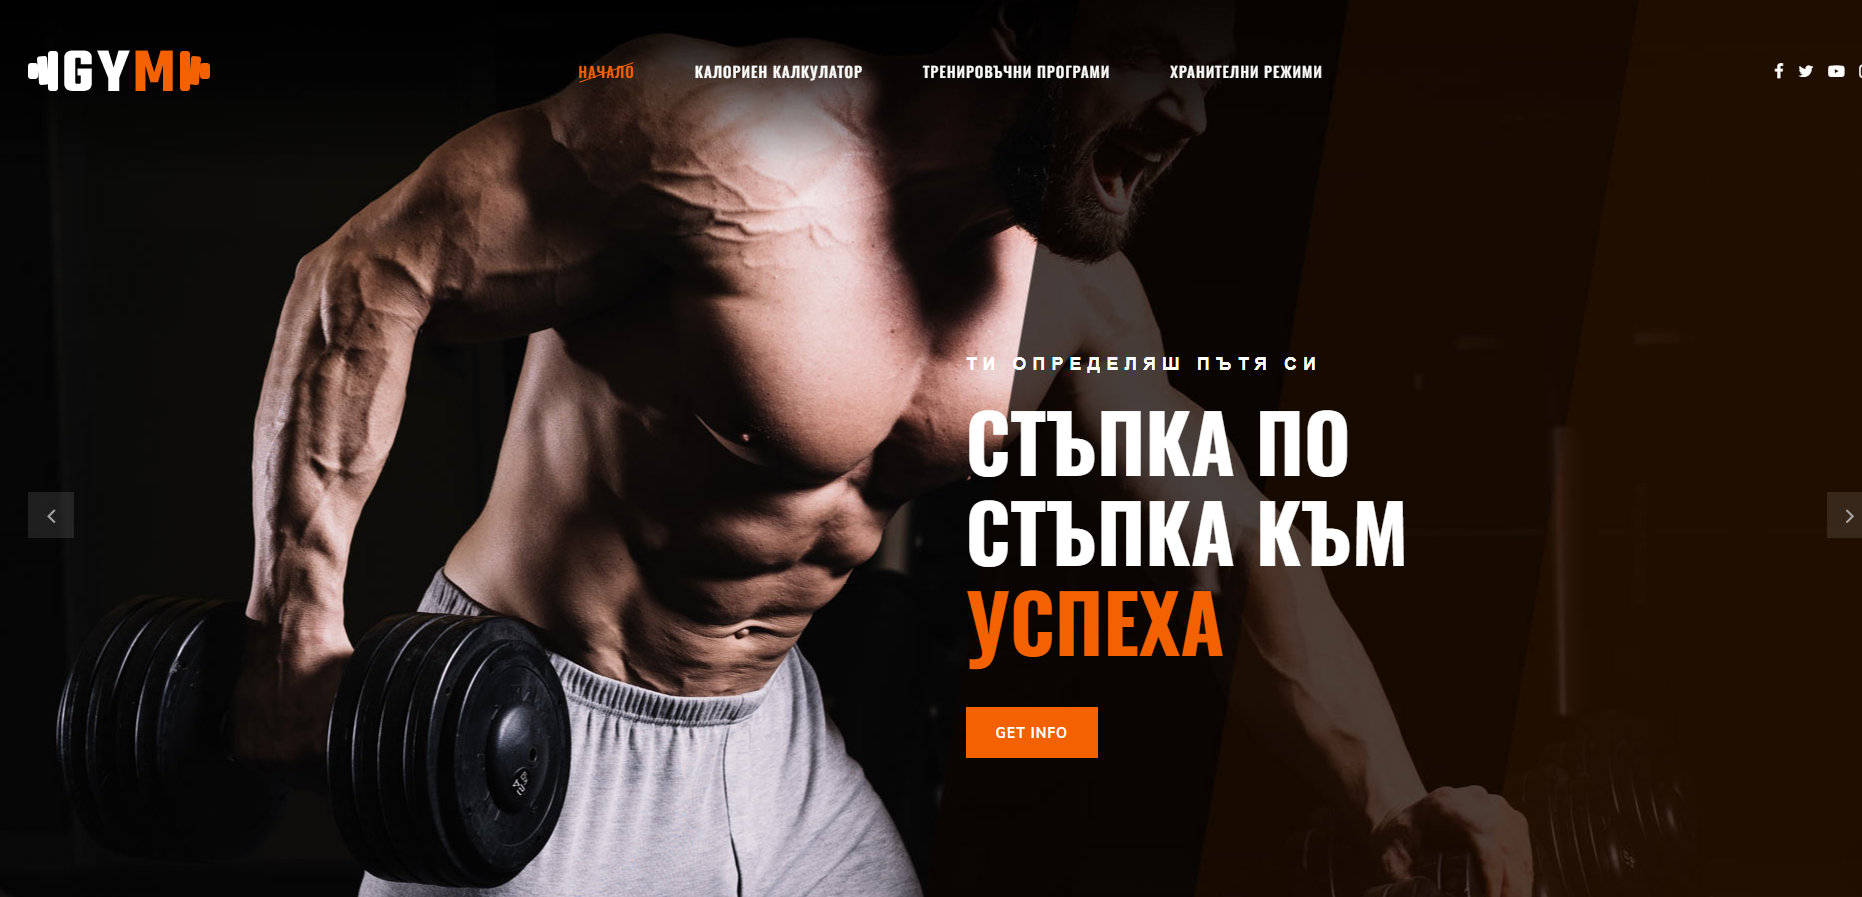 GYM
НАЧАЛО
КАЛОРИЕН КАЛКУЛАТОР
ТРЕНИРОВЪЧНИ ПРОГРАМИ
ХРАНИТЕЛНИ РЕЖИМИ
ТИ ОПРЕДЕЛЯШ ПЪТЯ СИ
СТЪПКА ПО
СТЪПКА КЪМ
УСПЕХА
GET INFO